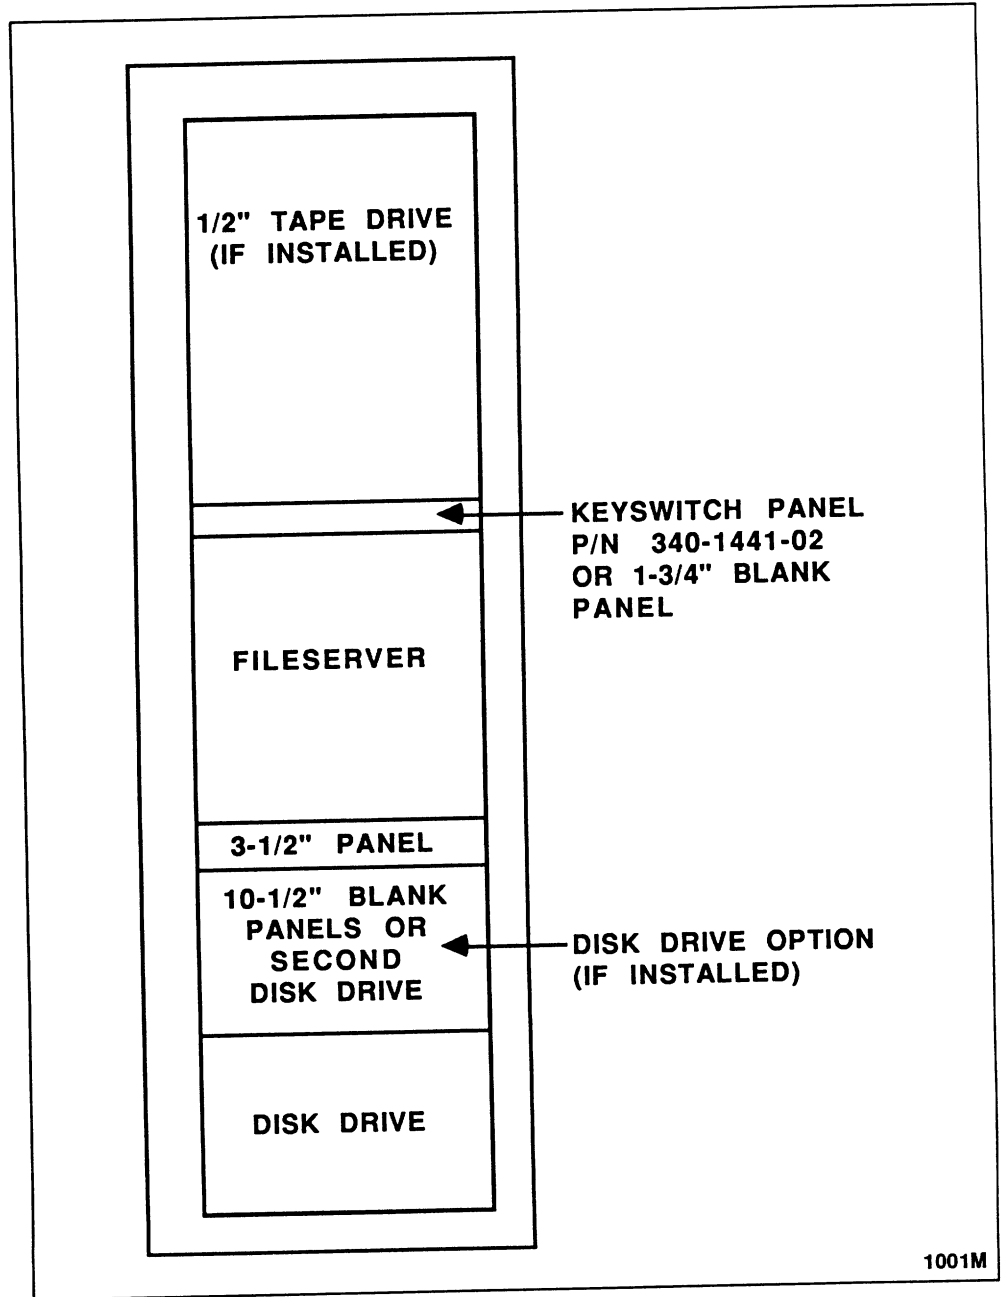 1/2" TAPE DRIVE
(IF INSTALLED)
KEYSWITCH PANEL
P/N 340-1441-02
OR 1-3/4" BLANK
PANEL
FILESERVER
3-1/2" PANEL
10-1/2" BLANK
PANELS OR
SECOND
DISK DRIVE
DISK DRIVE OPTION
(IF INSTALLED)
DISK DRIVE
1001M